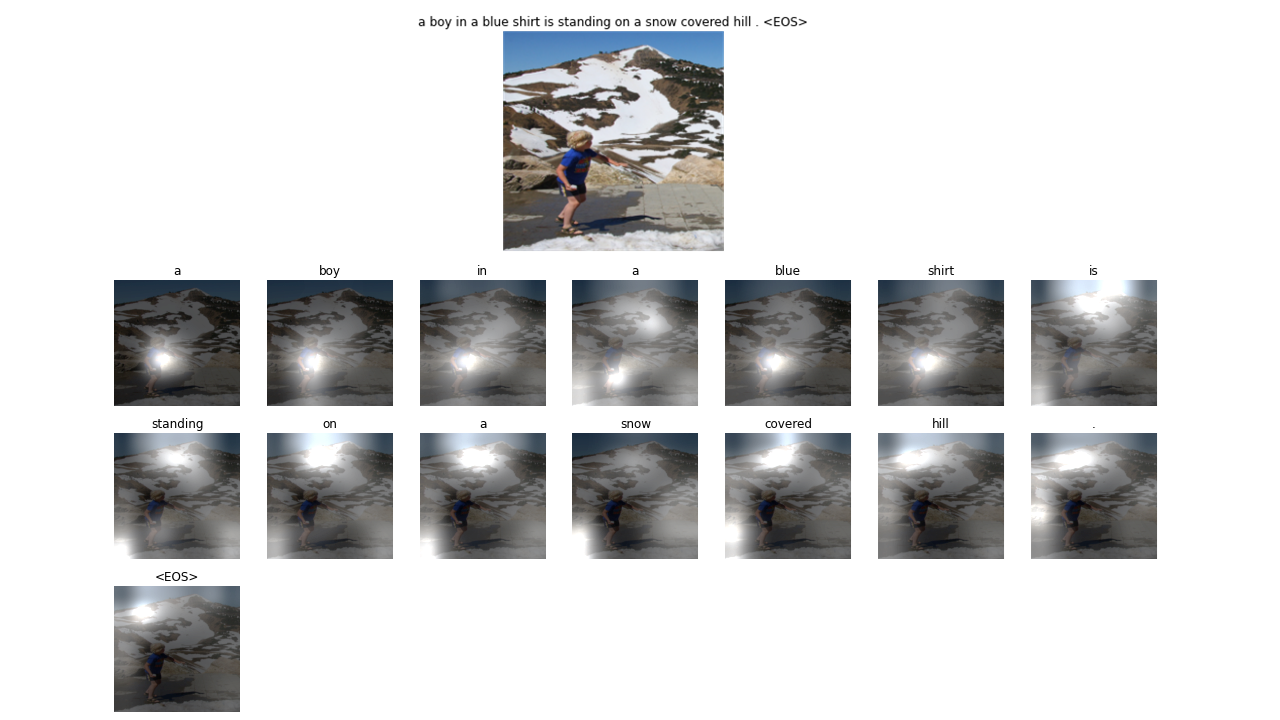 a boy in a blue shirt is standing on a snow covered hill . <EOS>
a boy in a blue shirt is
standing on a snow covered hill .
<EOS>